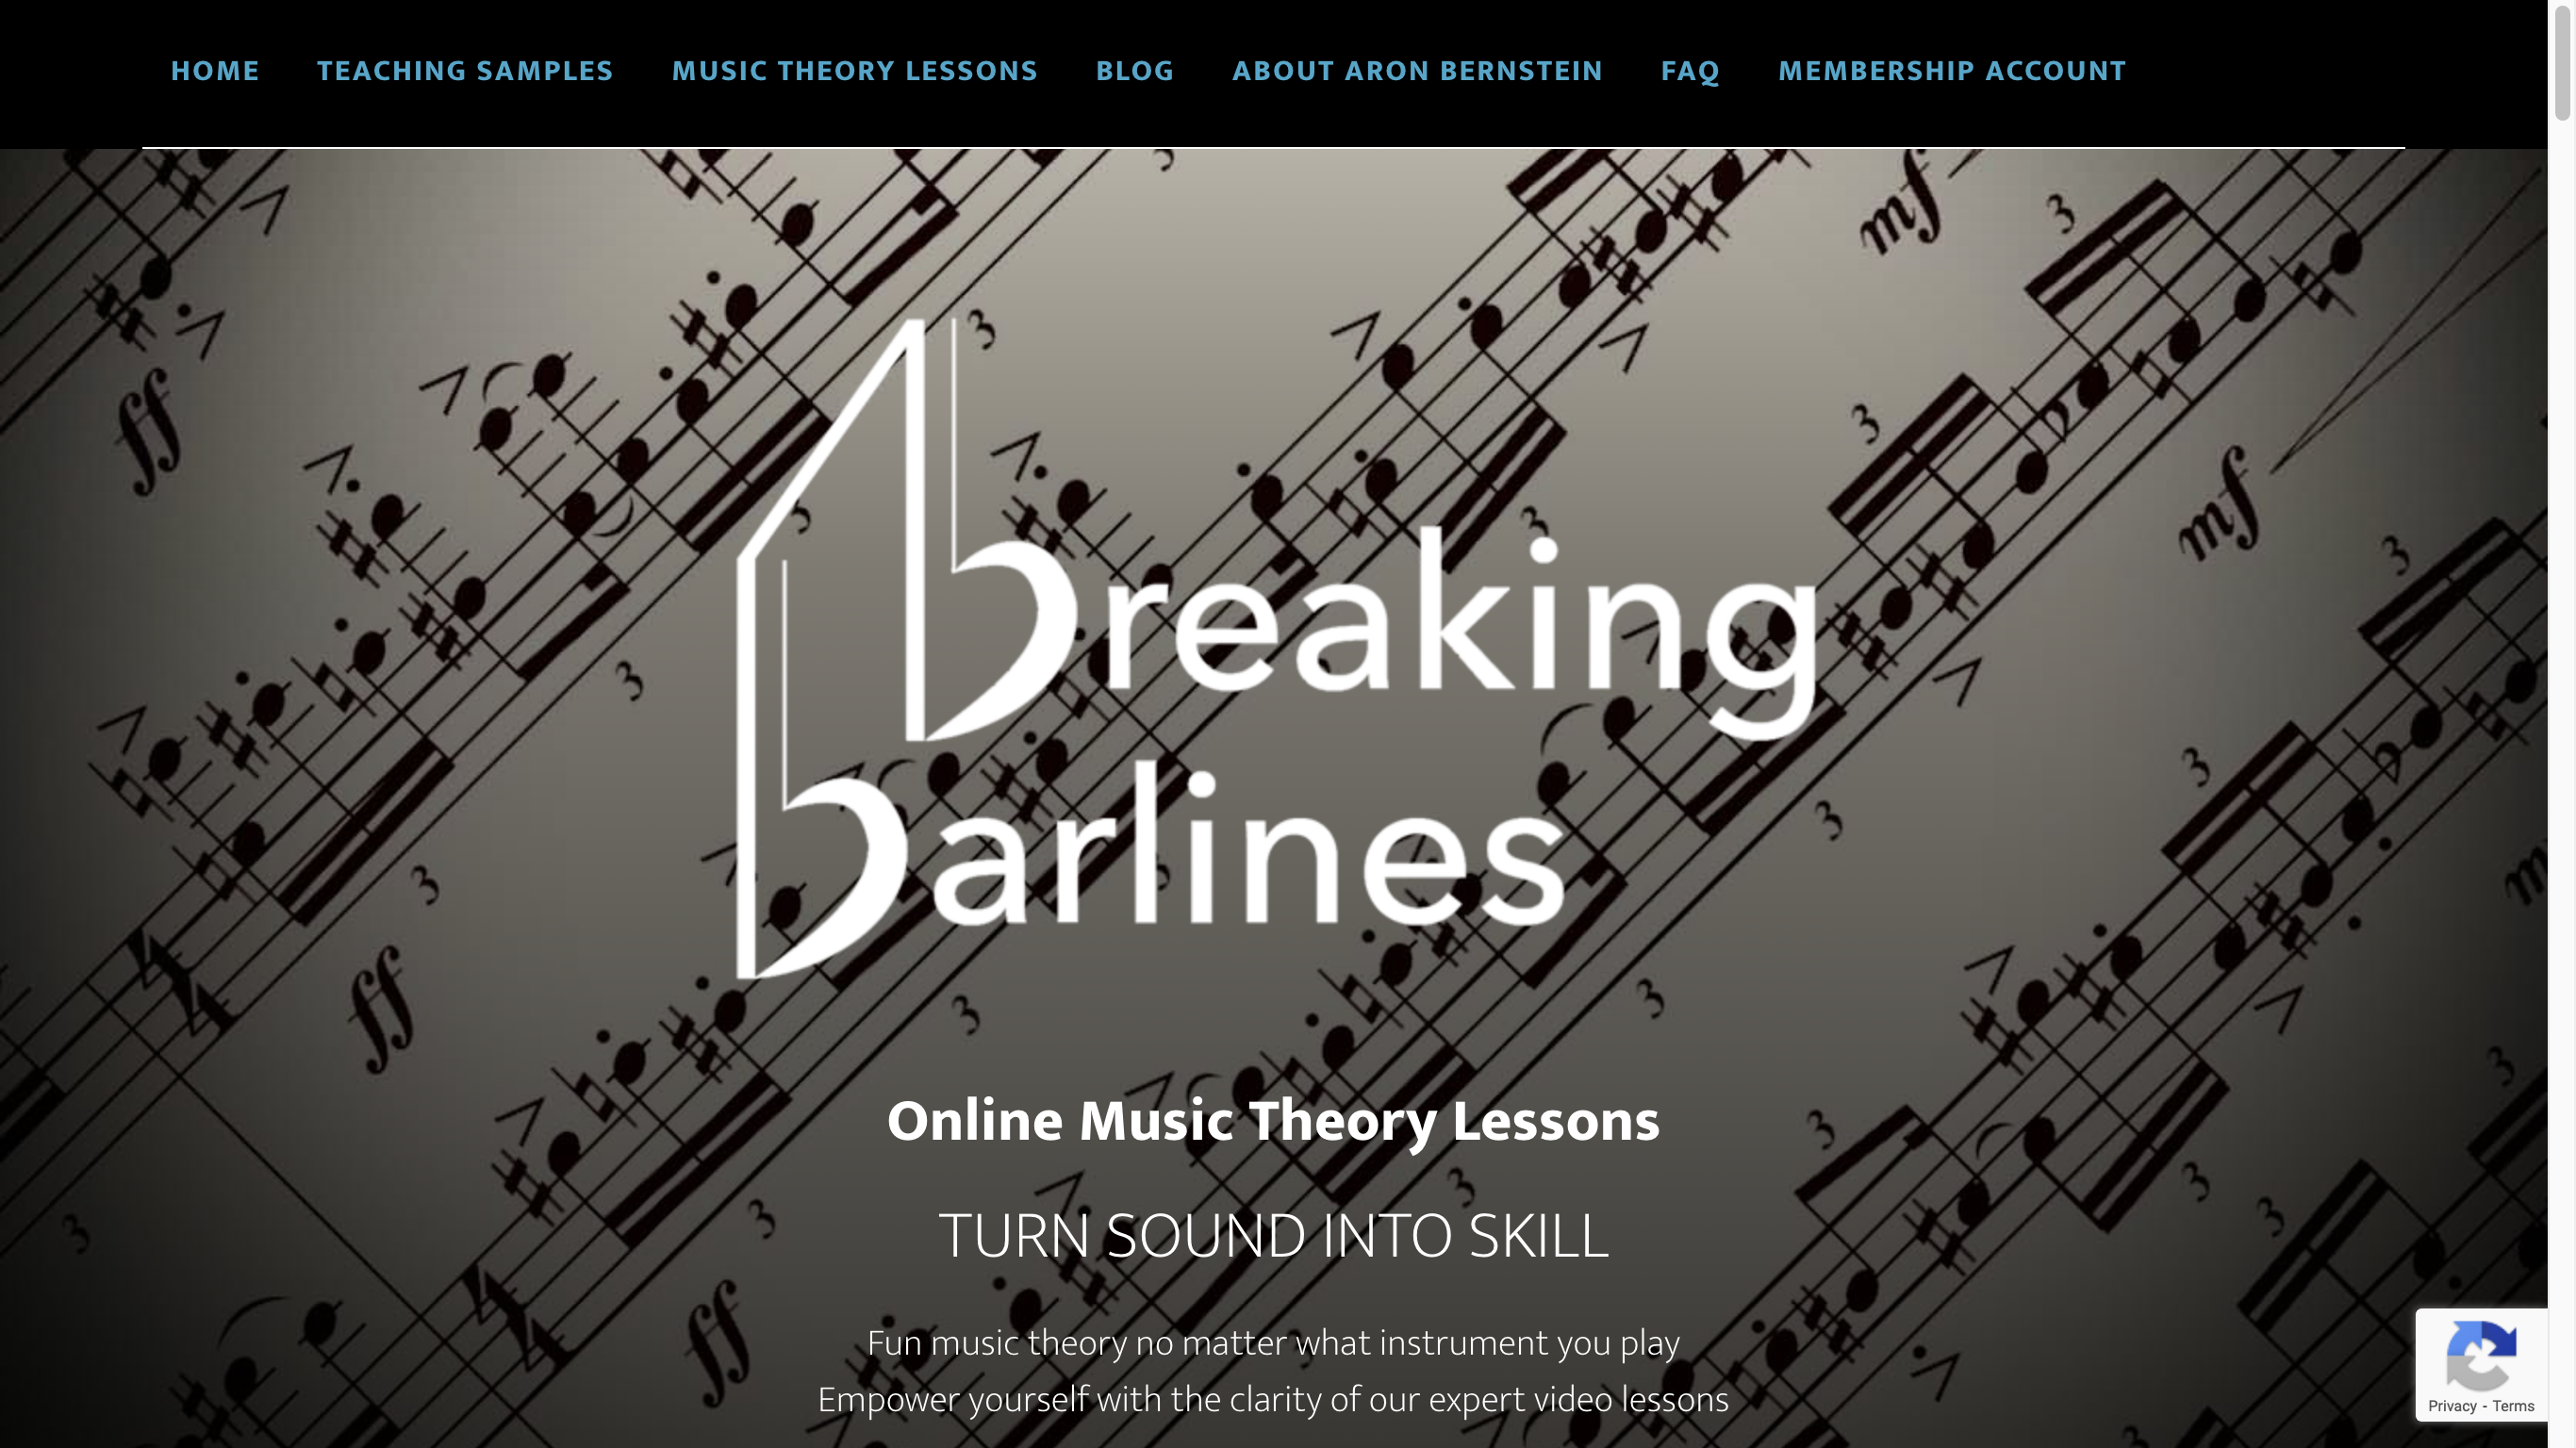 HOME TEACHING SAMPLES MUSIC THEORY LESSONS BLOG ABOUT ARON BERNSTEIN FAQ MEMBERSHIP ACCOUNT
breaking
barlines
Online Music Theory Lessons
TURN SOUND INTO SKILL
Fun music theory no matter what instrument you play
Empower yourself with the clarity of our expert video lessons
Privacy - Terms